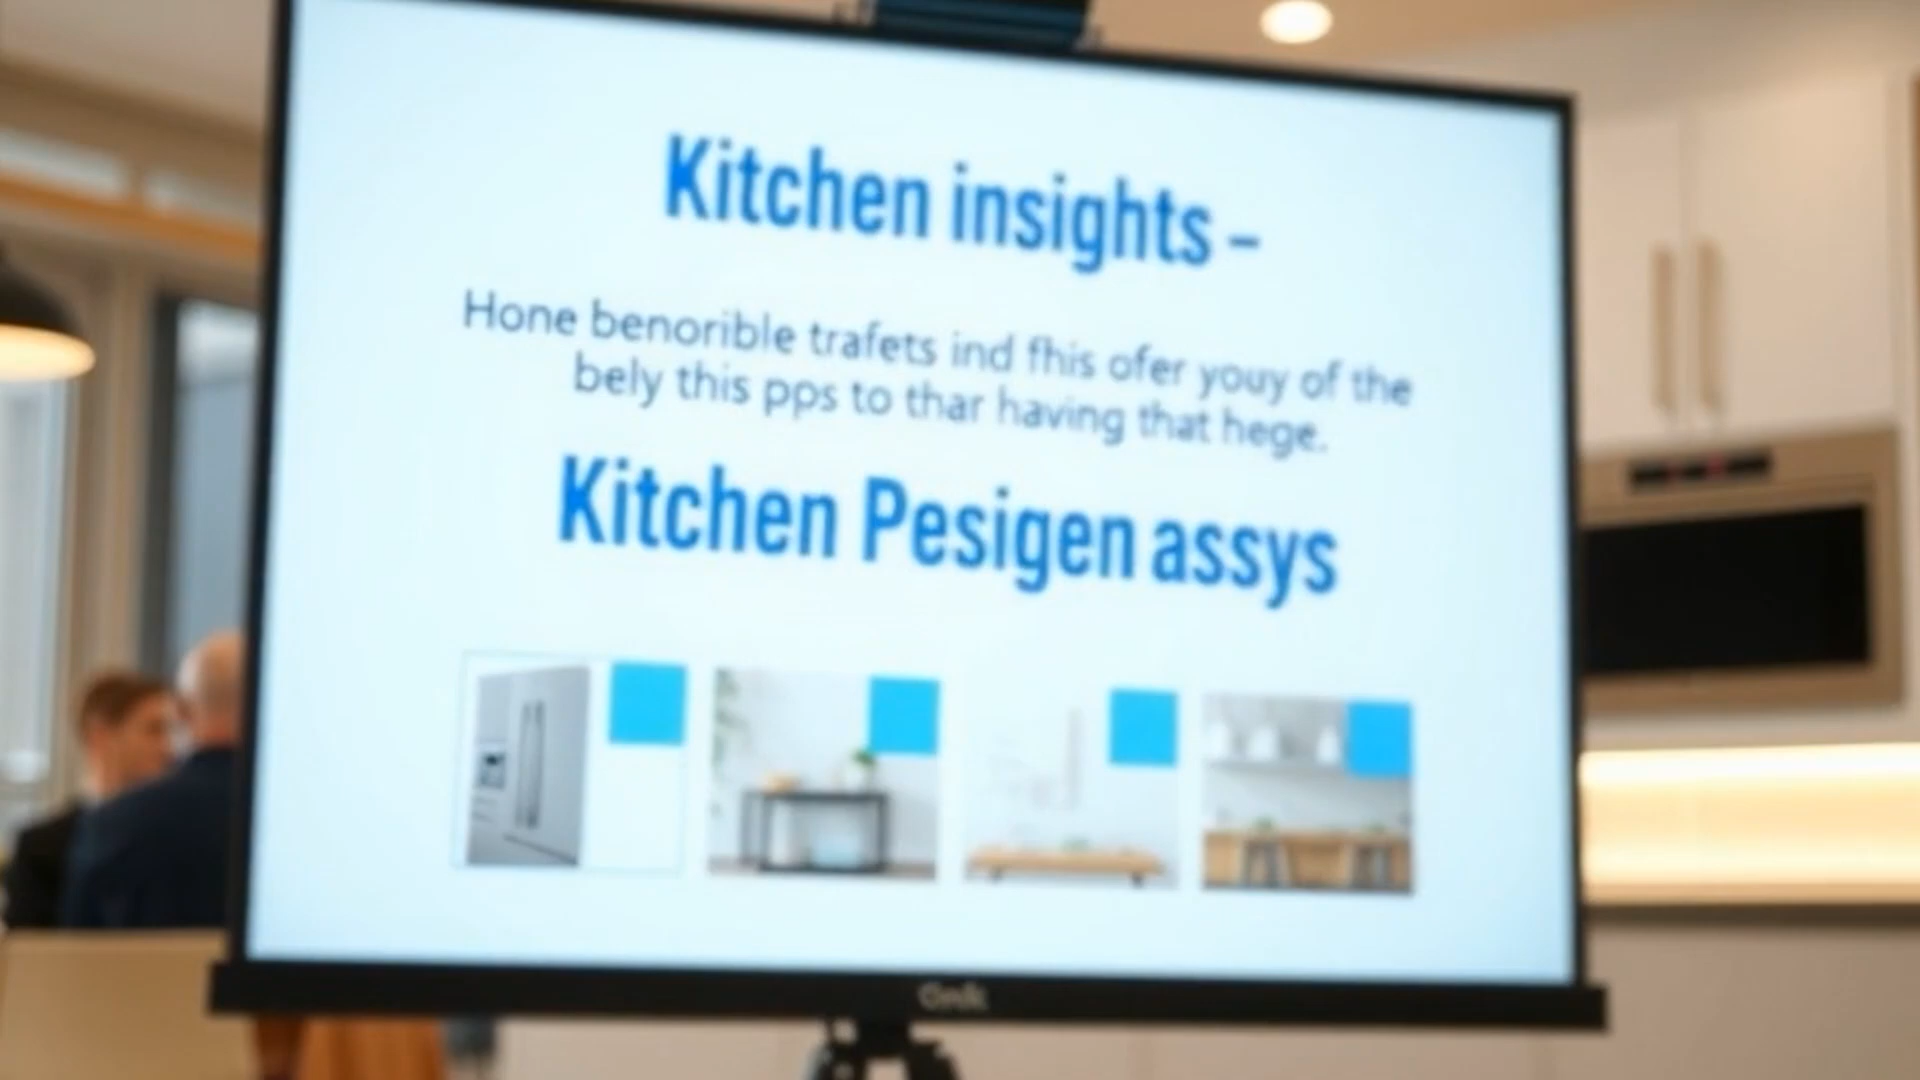 Kitchen insights –
Hone benorible trafets ind fhis ofer youy of the
bely this pps to thar having that hege.
Kitchen Pesigen assys